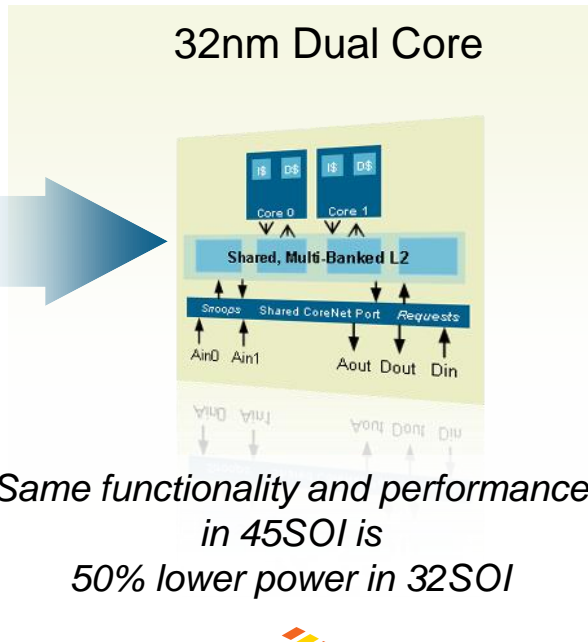 32nm Dual Core
I$ D$ I$ D$
Core 0 Core 1
Shared, Multi-Banked L2
Snoops Shared CoreNet Port Requests
Ain0 Ain1 Aout Dout Din
Same functionality and performance
in 45SOI is
50% lower power in 32SOI